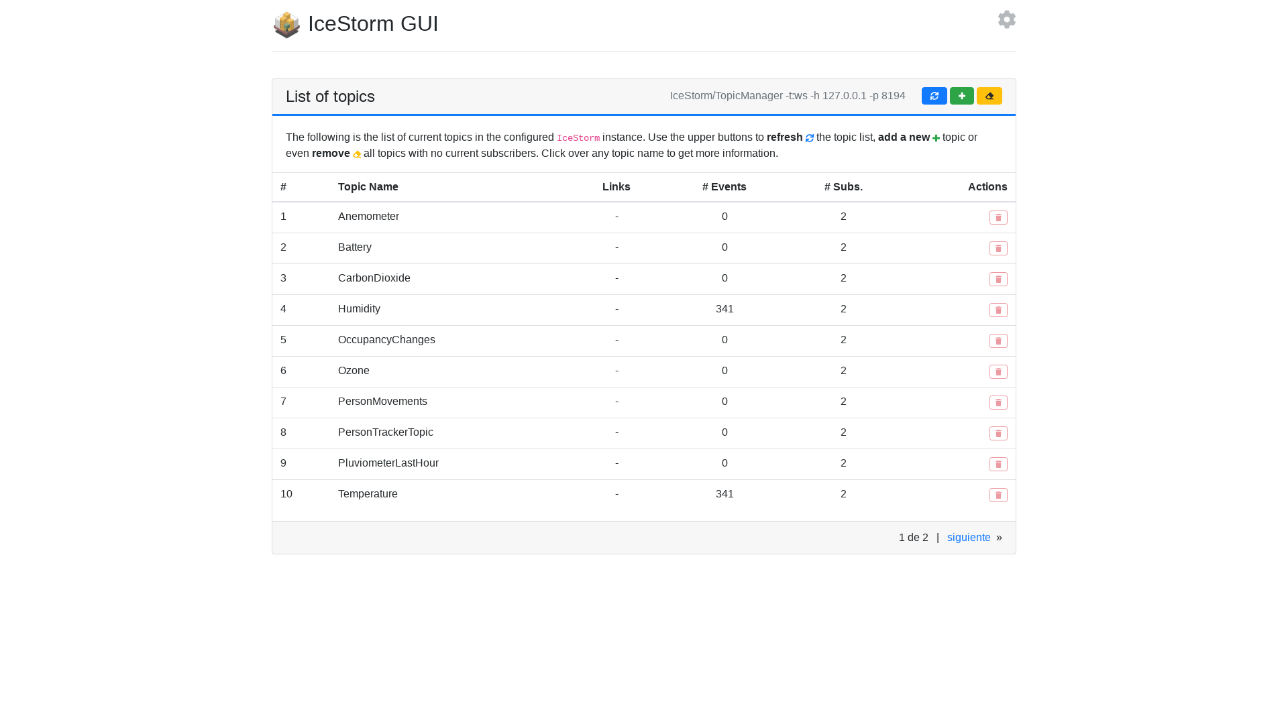 IceStorm GUI
List of topics
IceStorm/TopicManager -t:ws -h 127.0.0.1 -p 8194
The following is the list of current topics in the configured IceStorm instance. Use the upper buttons to refresh the topic list, add a new topic or
even remove all topics with no current subscribers. Click over any topic name to get more information.
# Topic Name Links # Events # Subs. Actions
1 Anemometer - 0 2
2 Battery - 0 2
3 CarbonDioxide - 0 2
4 Humidity - 341 2
5 OccupancyChanges - 0 2
6 Ozone - 0 2
7 PersonMovements - 0 2
8 PersonTrackerTopic - 0 2
9 PluviometerLastHour - 0 2
10 Temperature - 341 2
1 de 2 | siguiente »